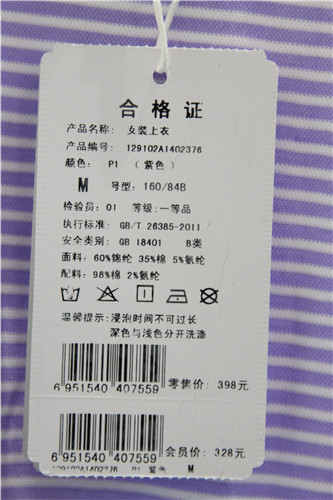 合格证
产品名称: 女装上衣
产品编号: 129102A1402376
颜色: P1 （紫色）
M 号型: 160/84B
检验员: 01 等级: 一等品
执行标准: GB/T 26385-2011
安全类别: GB 18401 B类
面料: 60%锦纶 35%棉 5%氨纶
配料: 98%棉 2%氨纶
温馨提示: 浸泡时间不可过长
深色与浅色分开洗涤
6 951540 407559 零售价: 398元
6 951540 407559 会员价: 328元
129102A1402376 P1 紫色 M